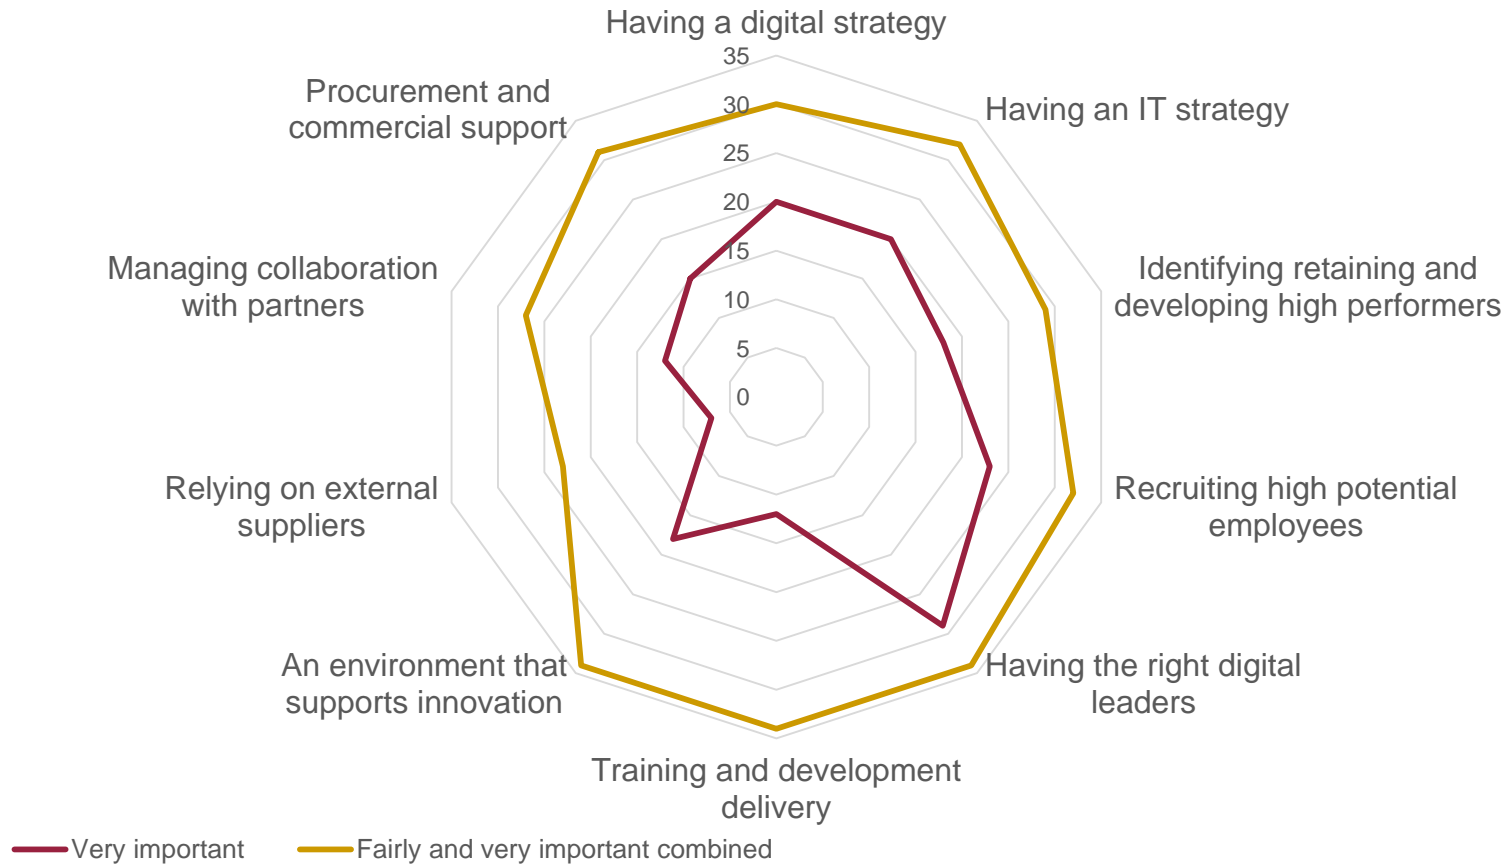 Having a digital strategy
35
30
25
20
15
10
5
0
Having an IT strategy
Identifying retaining and
developing high performers
Recruiting high potential
employees
Having the right digital
leaders
Training and development
delivery
An environment that
supports innovation
Relying on external
suppliers
Managing collaboration
with partners
Procurement and
commercial support
Very important
Fairly and very important combined